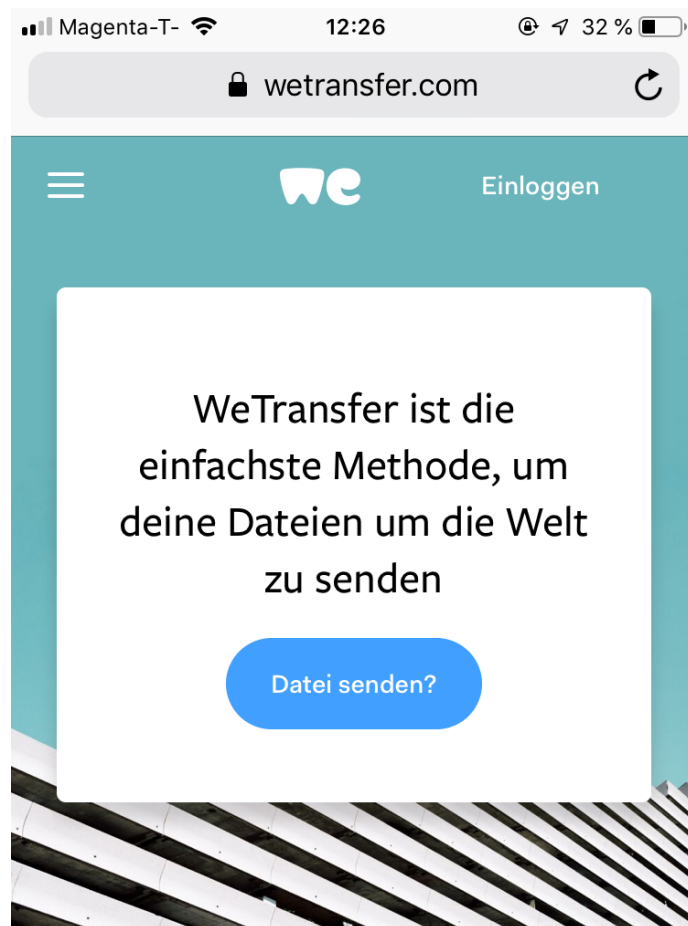 Magenta-T- 12:26 32 %
wetransfer.com
we Einloggen
WeTransfer ist die
einfachste Methode, um
deine Dateien um die Welt
zu senden
Datei senden?